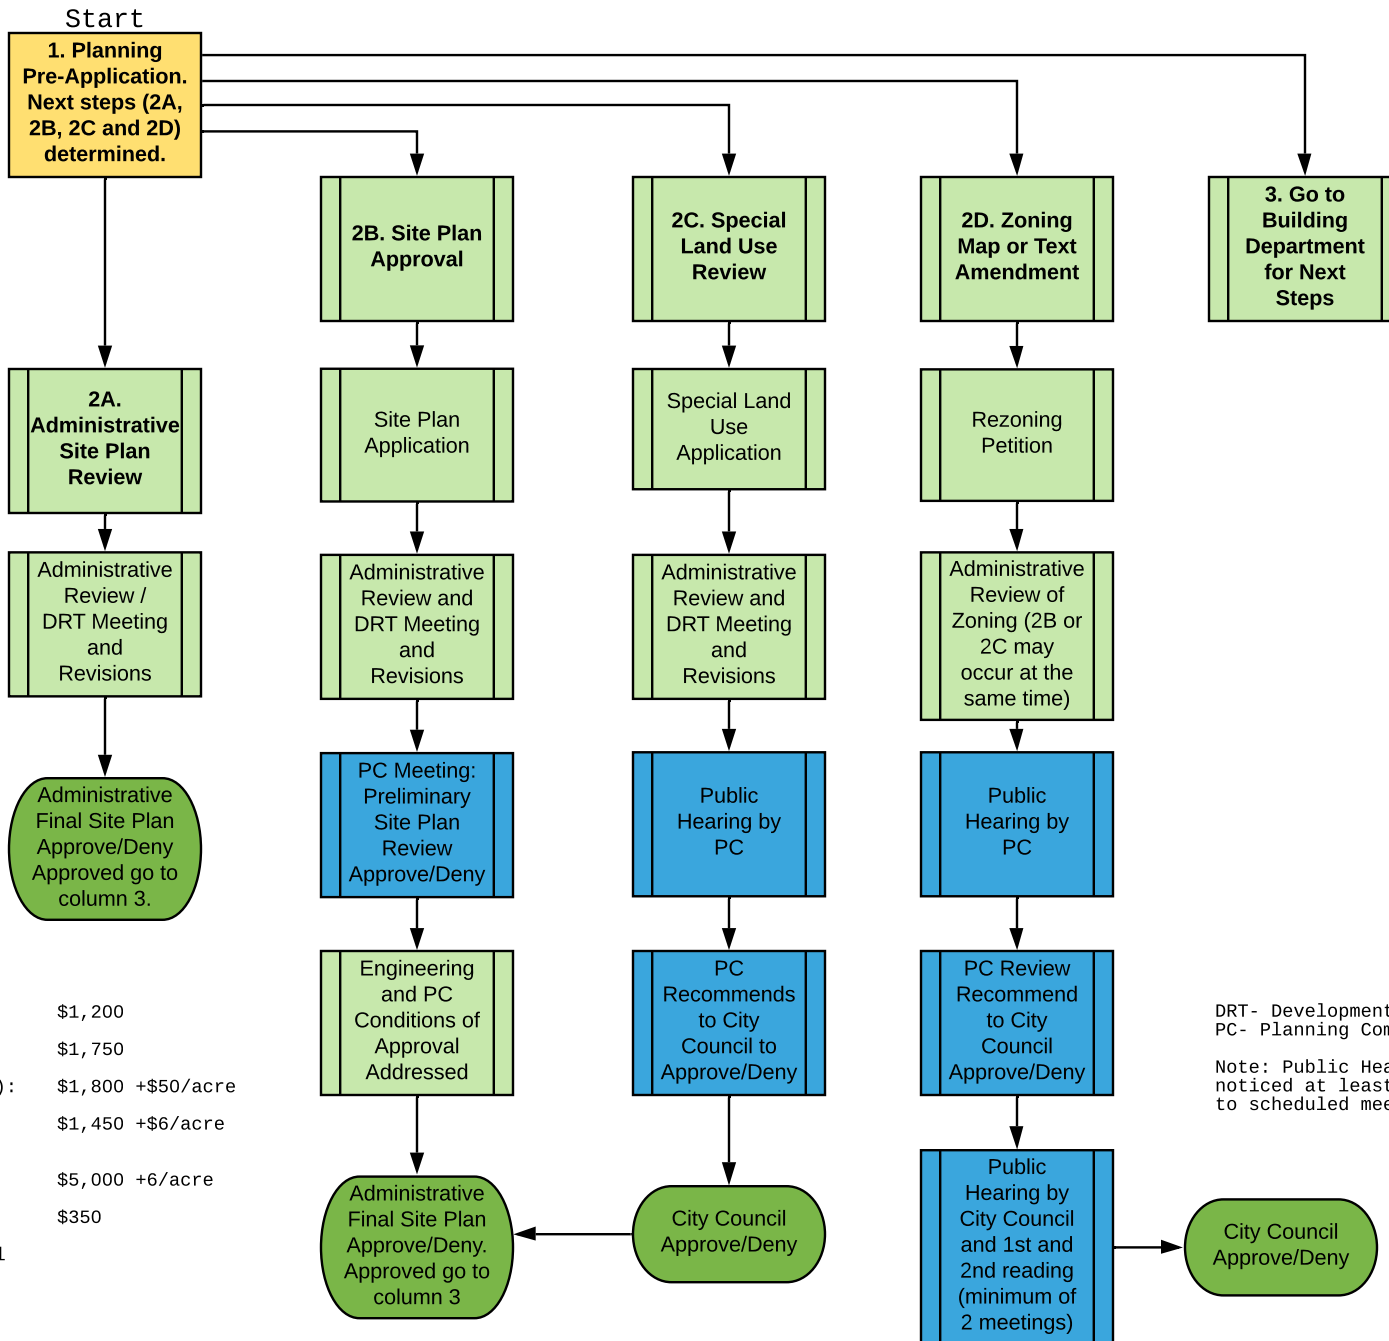 Start
1. Planning
Pre-Application.
Next steps (2A,
2B, 2C and 2D)
determined.
2A.
Administrative
Site Plan
Review
Administrative
Review /
DRT Meeting
and
Revisions
Administrative
Final Site Plan
Approve/Deny
Approved go to
column 3.
2B. Site Plan
Approval
Site Plan
Application
Administrative
Review and
DRT Meeting
and
Revisions
PC Meeting:
Preliminary
Site Plan
Review
Approve/Deny
Engineering
and PC
Conditions of
Approval
Addressed
Administrative
Final Site Plan
Approve/Deny.
Approved go to
column 3
2C. Special
Land Use
Review
Special Land
Use
Application
Administrative
Review and
DRT Meeting
and
Revisions
Public
Hearing by
PC
PC
Recommends
to City
Council to
Approve/Deny
City Council
Approve/Deny
2D. Zoning
Map or Text
Amendment
Rezoning
Petition
Administrative
Review of
Zoning (2B or
2C may
occur at the
same time)
Public
Hearing by
PC
PC Review
Recommend
to City
Council
Approve/Deny
Public
Hearing by
City Council
and 1st and
2nd reading
(minimum of
2 meetings)
City Council
Approve/Deny
3. Go to
Building
Department
for Next
Steps
$1,200
$1,750
): $1,800 +$50/acre
$1,450 +$6/acre
$5,000 +6/acre
$350
DRT- Development
PC- Planning Com
Note: Public Hea
noticed at least
to scheduled mee